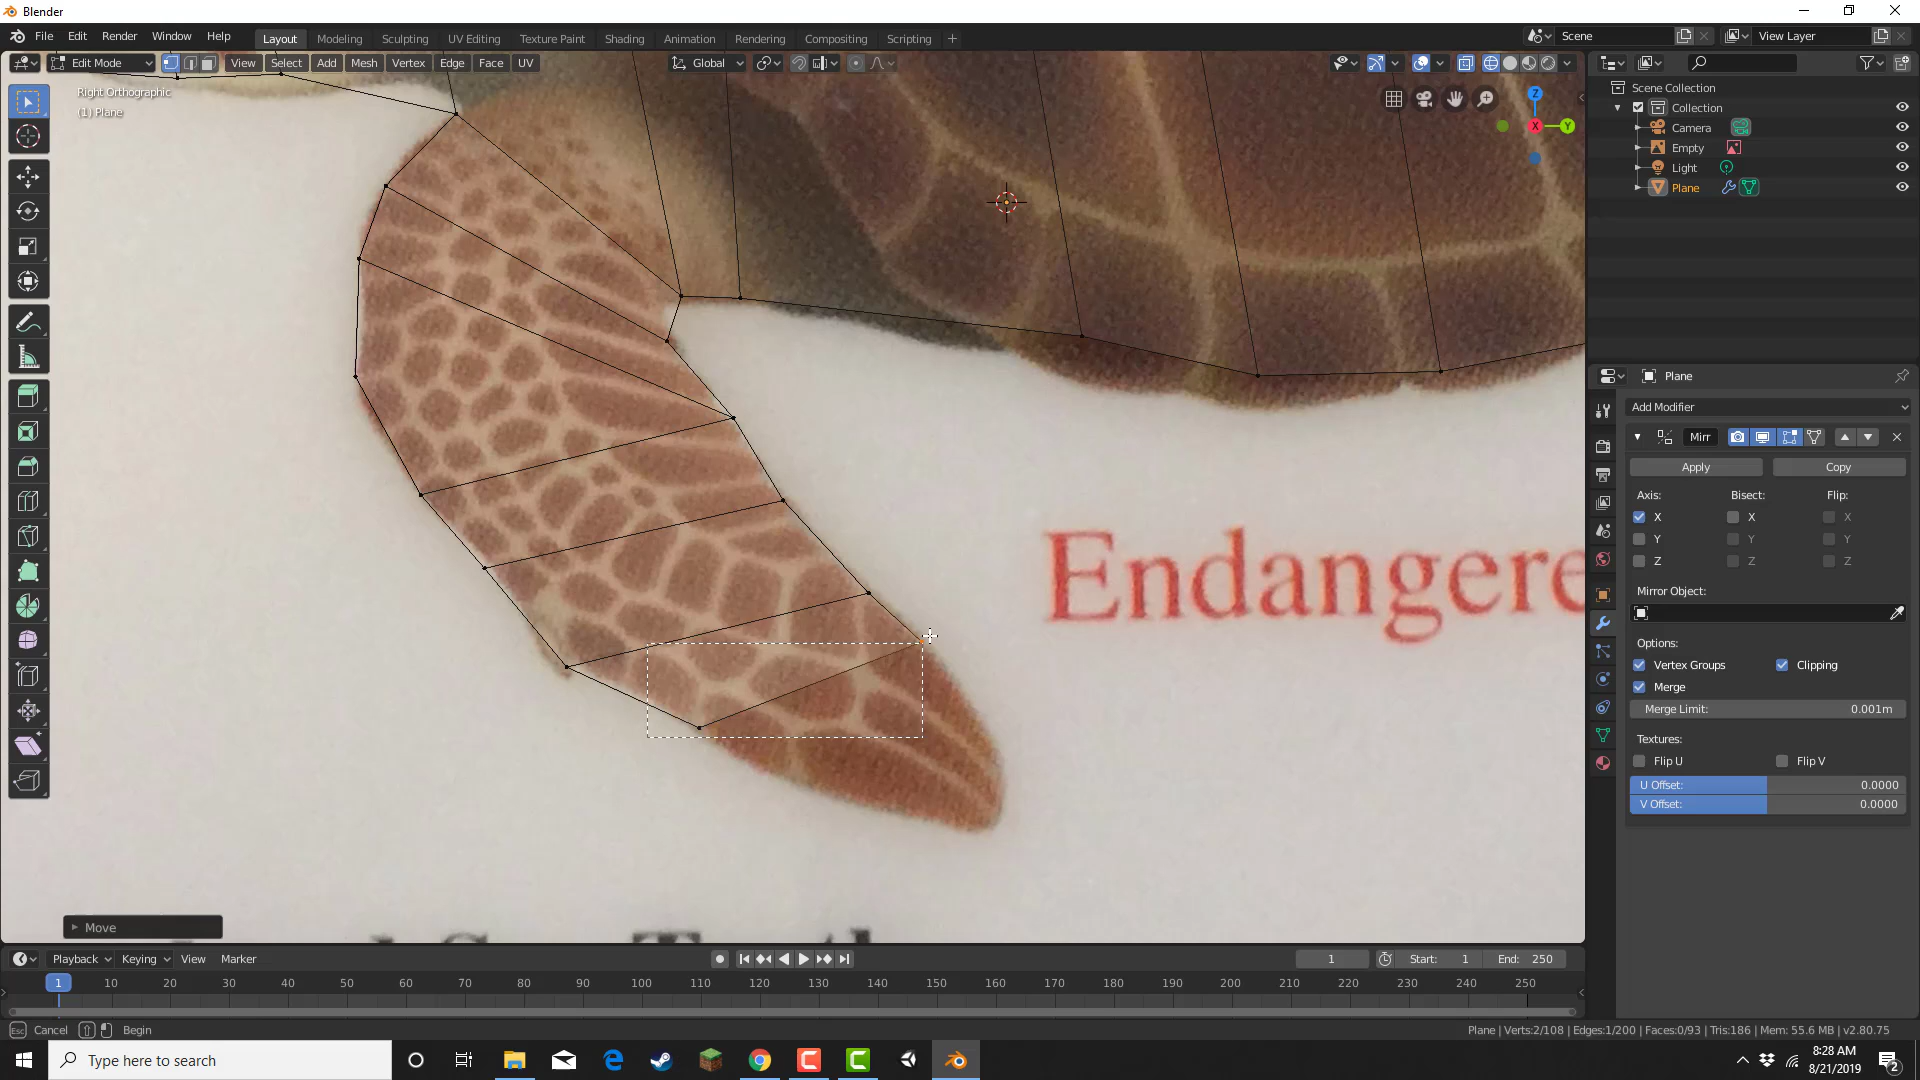 Blender
File Edit Render Window Help Layout Modeling Sculpting UV Editing Texture Paint Shading Animation Rendering Compositing Scripting + Scene View Layer
Edit Mode View Select Add Mesh Vertex Edge Face UV Global
Right Orthographic
(1) Plane
Z
X
Y
Scene Collection
Collection
Camera
Empty
Light
Plane
Plane
Add Modifier
Mirr
Apply Copy
Axis: Bisect: Flip:
X X X
Y Y Y
Z Z Z
Mirror Object:
Options:
Vertex Groups Clipping
Merge
Merge Limit: 0.001m
Textures:
Flip U Flip V
U Offset: 0.0000
V Offset: 0.0000
Endangere
Move
Playback Keying View Marker 1 Start: 1 End: 250
1 10 20 30 40 50 60 70 80 90 100 110 120 130 140 150 160 170 180 190 200 210 220 230 240 250
Esc Cancel Begin Plane | Verts:2/108 | Edges:1/200 | Faces:0/93 | Tris:186 | Mem: 55.6 MB | v2.80.75
Type here to search
8:28 AM
8/21/2019
2